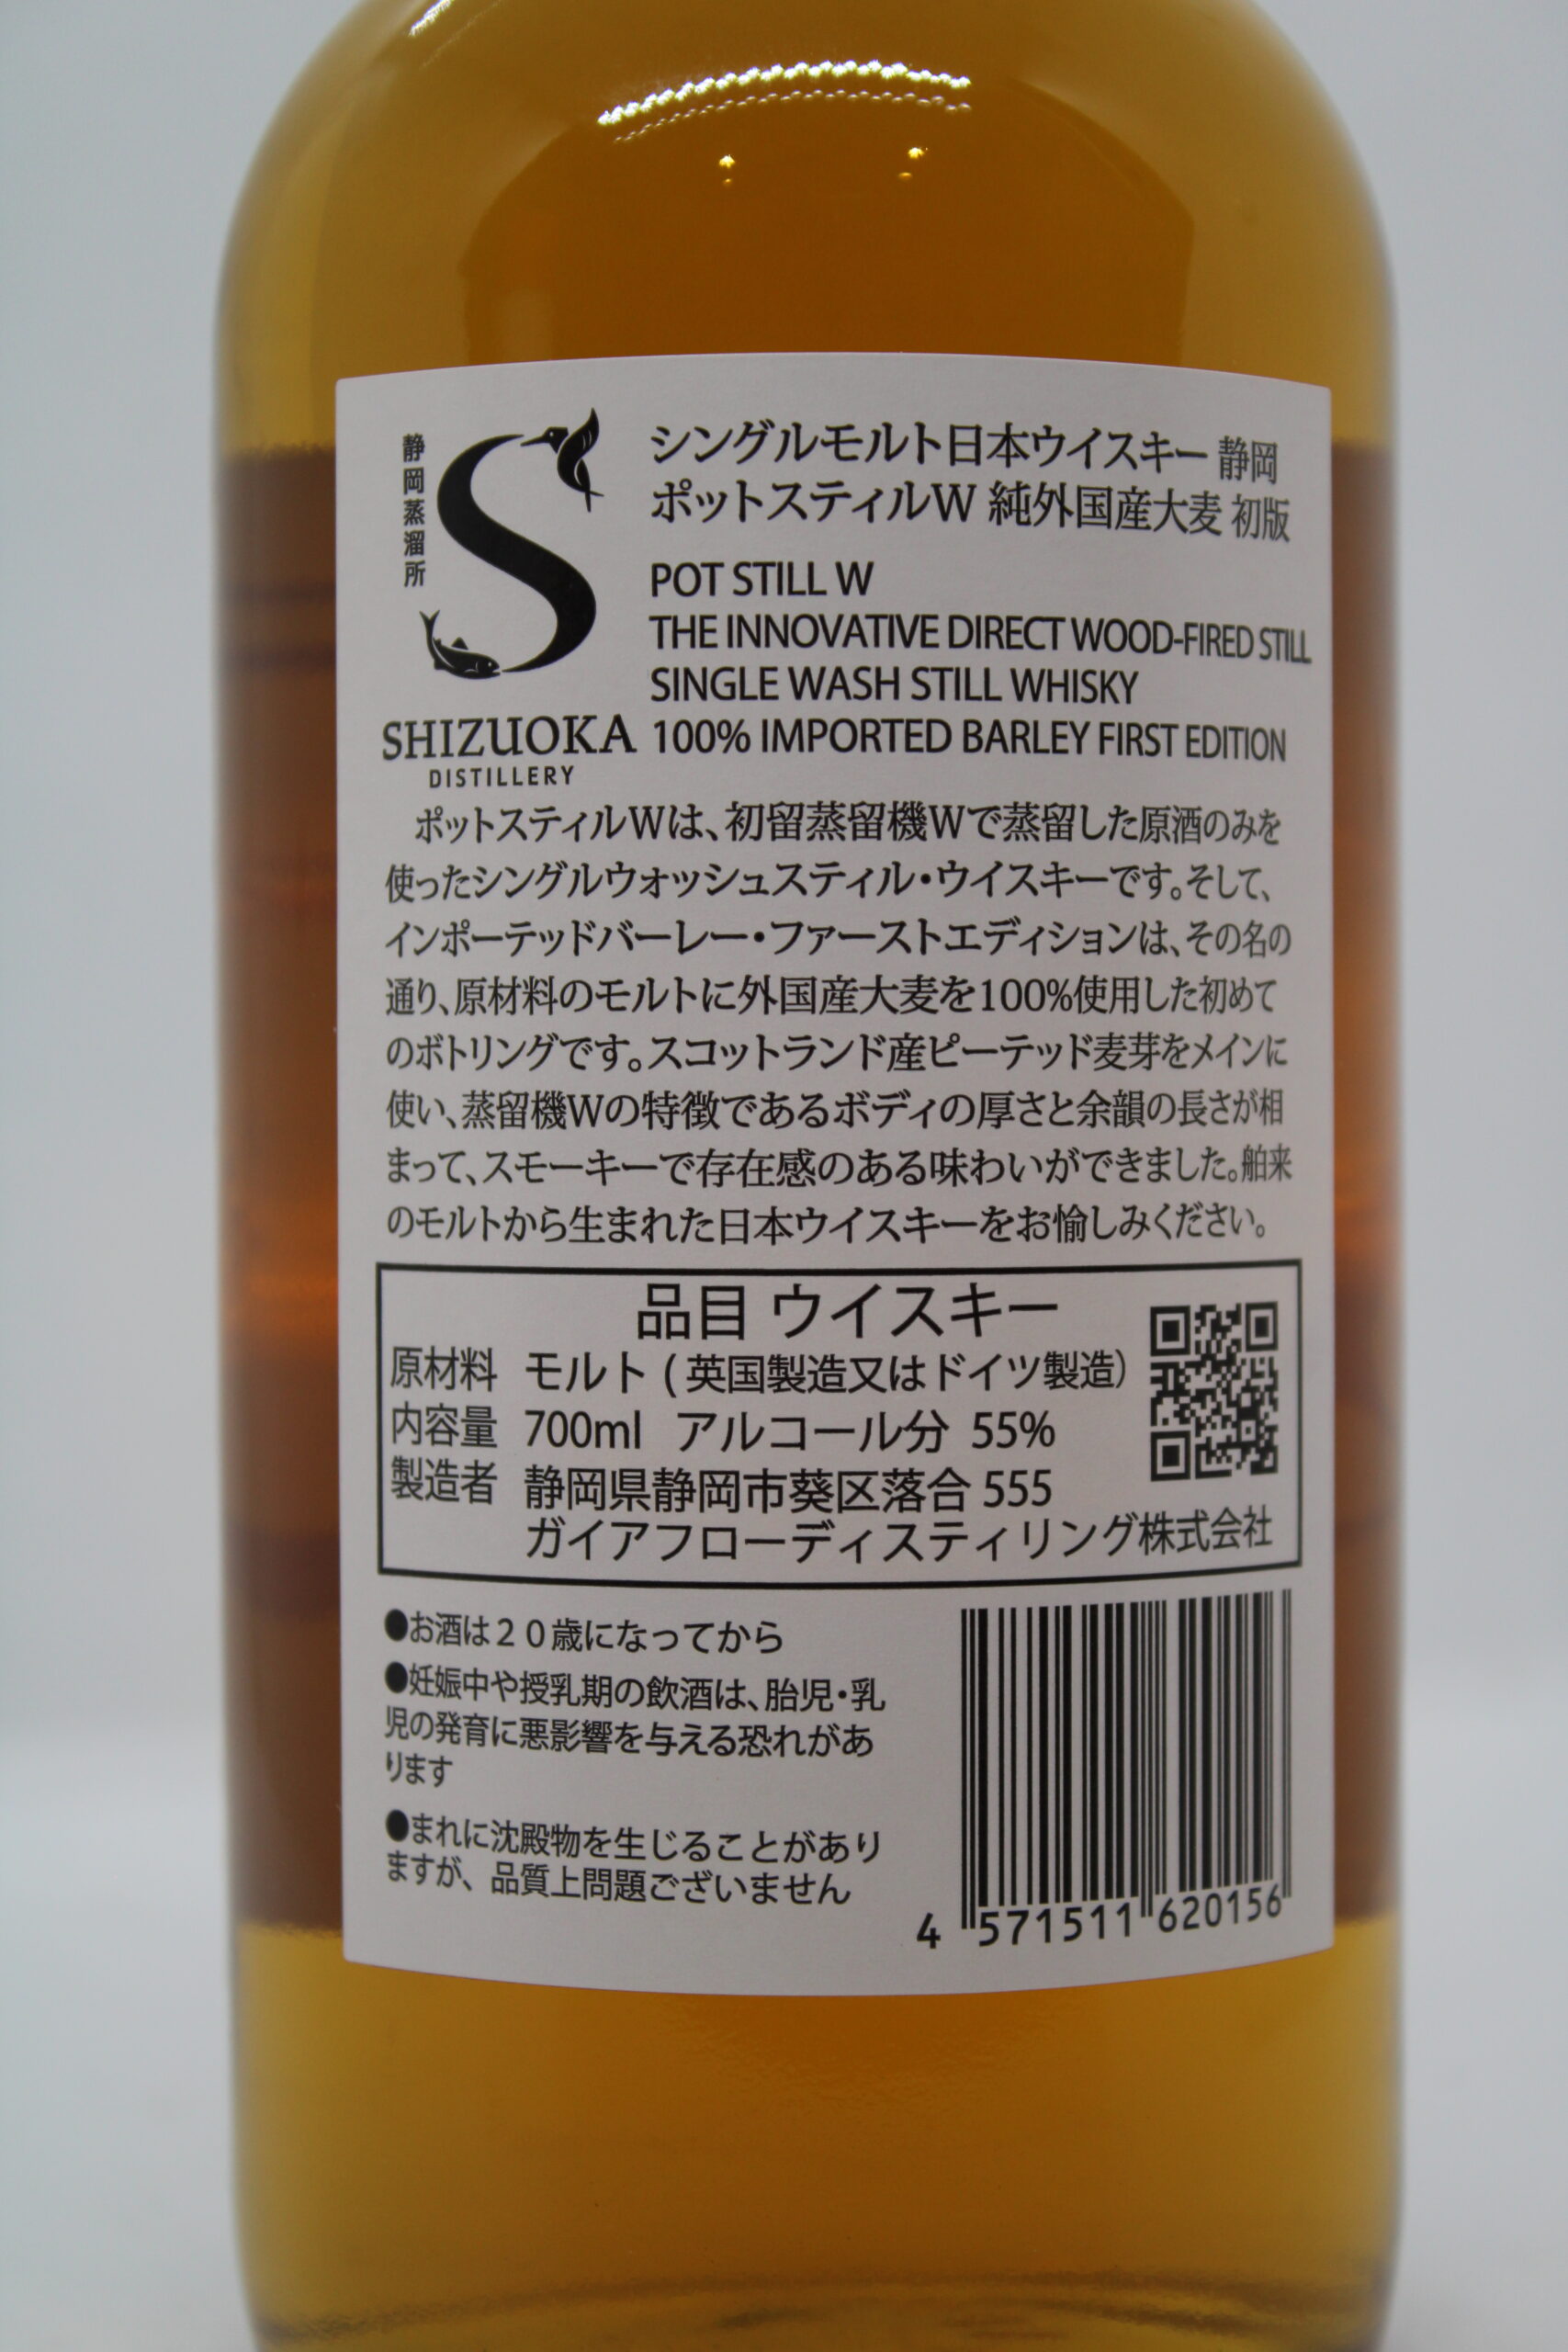 静岡蒸溜所
SHIZUOKA
DISTILLERY
シングルモルト日本ウイスキー 静岡
ポットスティルW 純外国産大麦 初版
POT STILL W
THE INNOVATIVE DIRECT WOOD-FIRED STILL
SINGLE WASH STILL WHISKY
100% IMPORTED BARLEY FIRST EDITION
ポットスティルWは、初留蒸留機Wで蒸留した原酒のみを
使ったシングルウォッシュスティル・ウイスキーです。そして、
インポーテッドバーレー・ファーストエディションは、その名の
通り、原材料のモルトに外国産大麦を100%使用した初めて
のボトリングです。スコットランド産ピーテッド麦芽をメインに
使い、蒸留機Wの特徴であるボディの厚さと余韻の長さが相
まって、スモーキーで存在感のある味わいができました。舶来
のモルトから生まれた日本ウイスキーをお愉しみください。
品目 ウイスキー
原材料 モルト ( 英国製造又はドイツ製造)
内容量 700ml アルコール分 55%
製造者 静岡県静岡市葵区落合 555
ガイアフローディスティリング株式会社
●お酒は２０歳になってから
●妊娠中や授乳期の飲酒は、胎児・乳
児の発育に悪影響を与える恐れがあ
ります
●まれに沈殿物を生じることがあり
ますが、品質上問題ございません
4 571511 620156